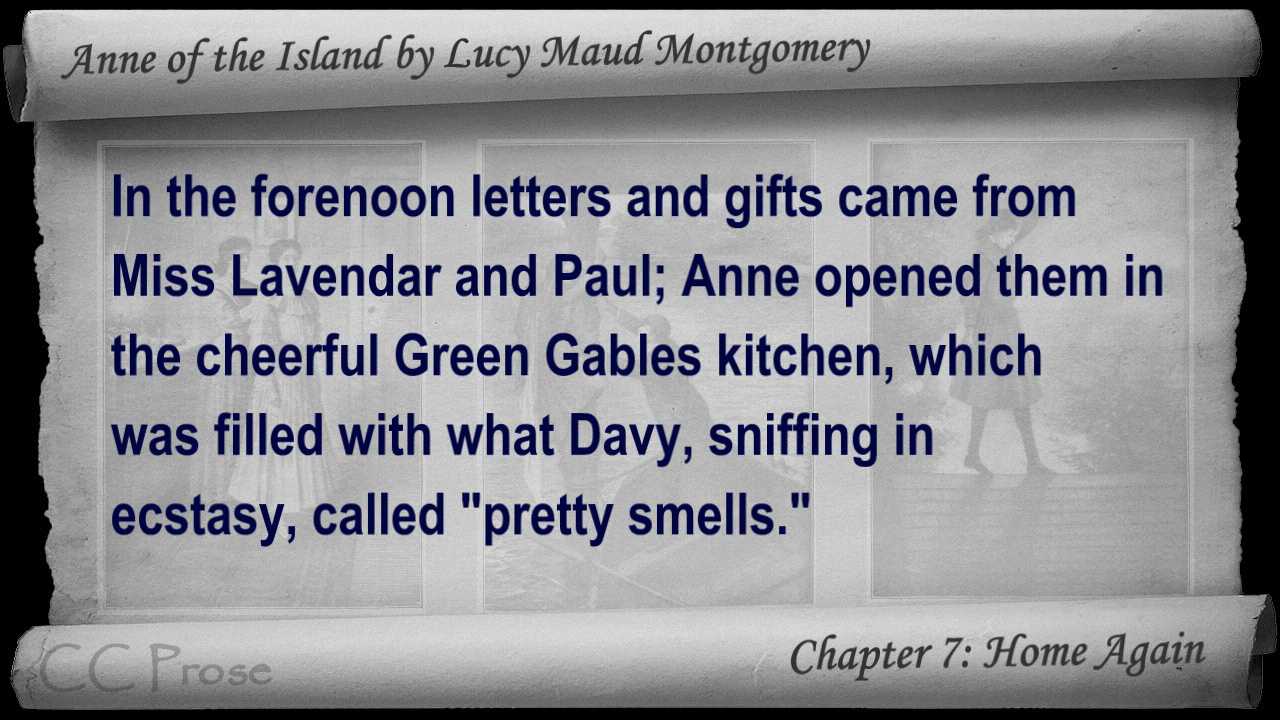 Anne of the Island by Lucy Maud Montgomery
In the forenoon letters and gifts came from
Miss Lavendar and Paul; Anne opened them in
the cheerful Green Gables kitchen, which
was filled with what Davy, sniffing in
ecstasy, called "pretty smells."
CC Prose
Chapter 7: Home Again